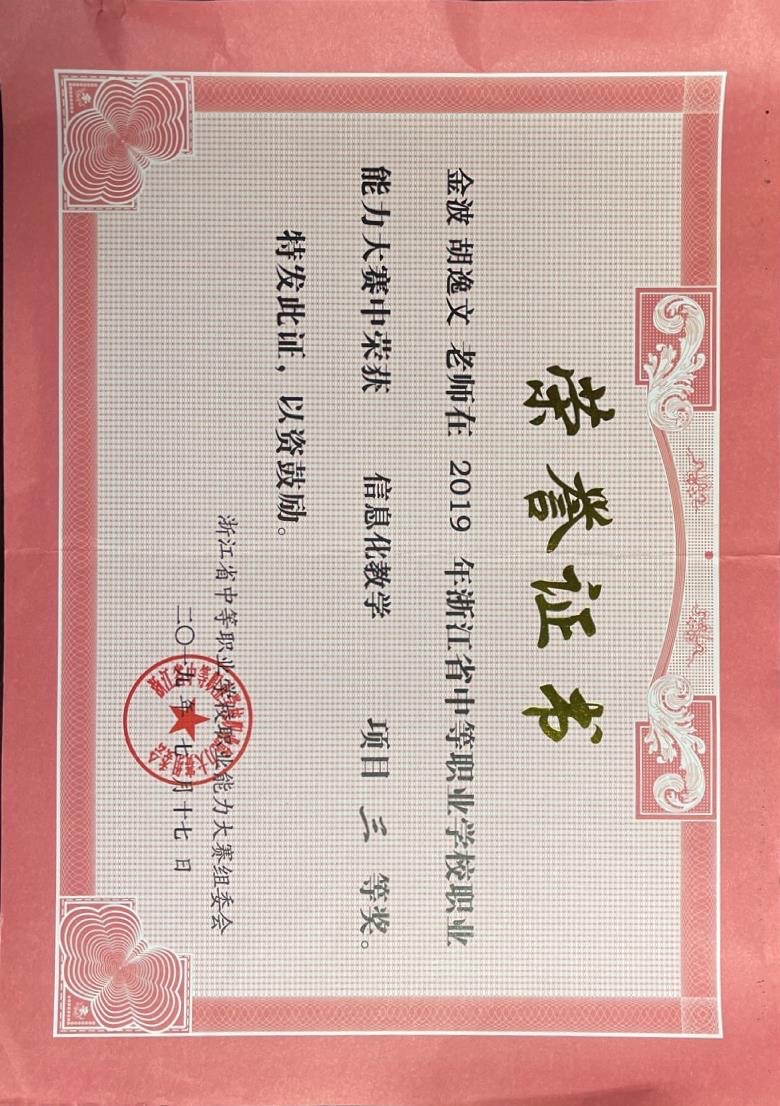 荣誉证书
金波 胡逸文 老师在 2019 年浙江省中等职业学校职业
能力大赛中荣获 信息化教学 项目 三 等奖。
特发此证，以资鼓励。
浙江省中等职业学校职业能力大赛组委会
二〇一九年 七 月十七 日